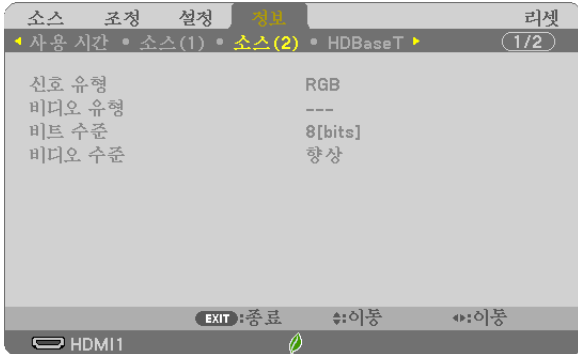 소스 조정 설정 정보 리셋
사용 시간 • 소스(1) • 소스(2) • HDBaseT 1/2
신호 유형 RGB
비디오 유형 ---
비트 수준 8[bits]
비디오 수준 향상
EXIT:종료 :이동 :이동
HDMI1